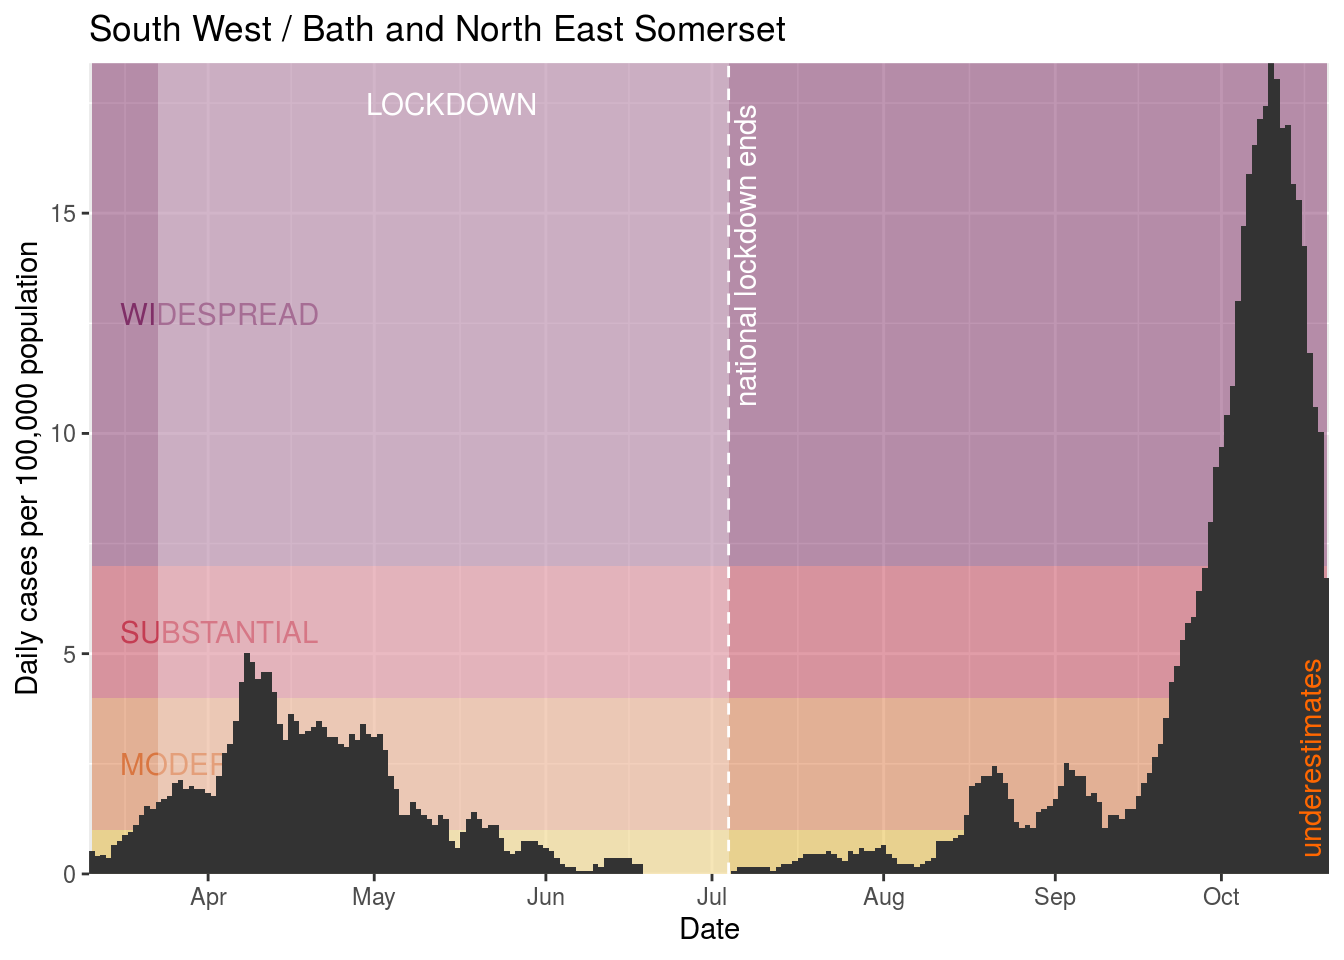 South West / Bath and North East Somerset
LOCKDOWN
national lockdown ends
WIDESPREAD
SUBSTANTIAL
MODER
underestimates
Daily cases per 100,000 population
15
10
5
0
Apr
May
Jun
Jul
Aug
Sep
Oct
Date